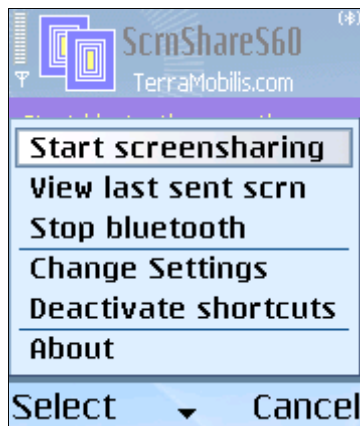 ScrnShareS60
TerraMobilis.com
Start screensharing
View last sent scrn
Stop bluetooth
Change Settings
Deactivate shortcuts
About
Select Cancel